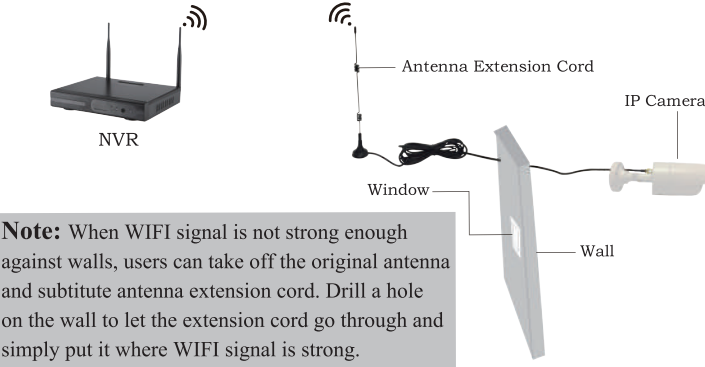 Antenna Extension Cord
IP Camera
NVR
Window
Wall
Note: When WIFI signal is not strong enough
against walls, users can take off the original antenna
and subtitute antenna extension cord. Drill a hole
on the wall to let the extension cord go through and
simply put it where WIFI signal is strong.